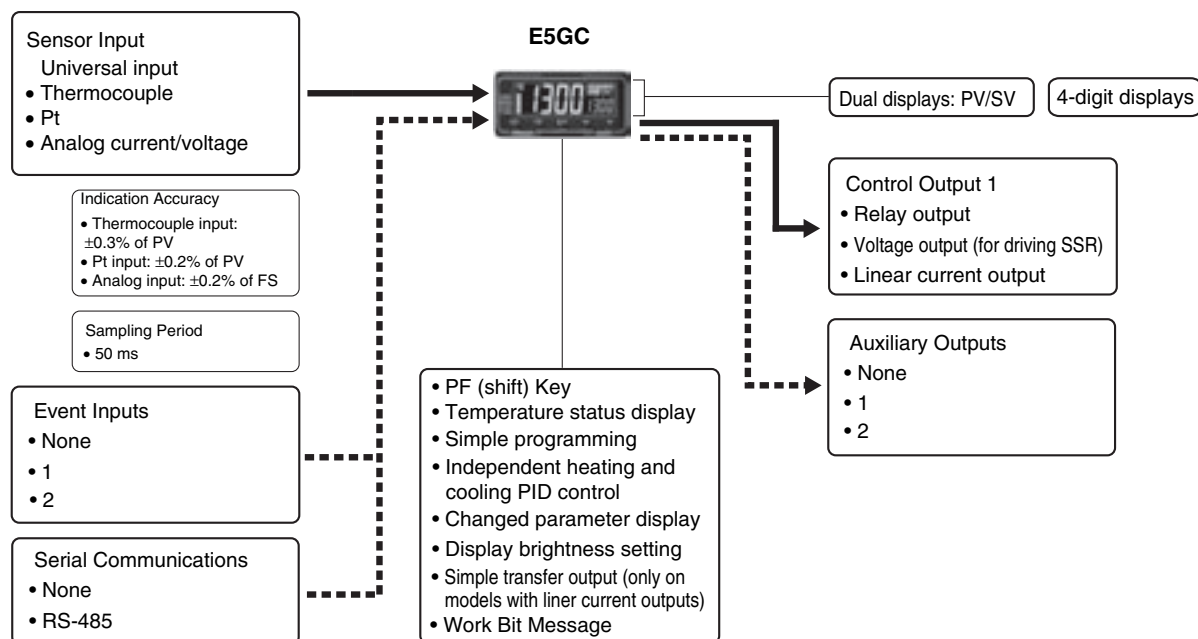 E5GC
Sensor Input
Universal input
• Thermocouple
• Pt
• Analog current/voltage
Indication Accuracy
• Thermocouple input:
±0.3% of PV
• Pt input: ±0.2% of PV
• Analog input: ±0.2% of FS
Sampling Period
• 50 ms
Event Inputs
• None
• 1
• 2
Serial Communications
• None
• RS-485
1300
• PF (shift) Key
• Temperature status display
• Simple programming
• Independent heating and
cooling PID control
• Changed parameter display
• Display brightness setting
• Simple transfer output (only on
models with liner current outputs)
• Work Bit Message
Dual displays: PV/SV
4-digit displays
Control Output 1
• Relay output
• Voltage output (for driving SSR)
• Linear current output
Auxiliary Outputs
• None
• 1
• 2